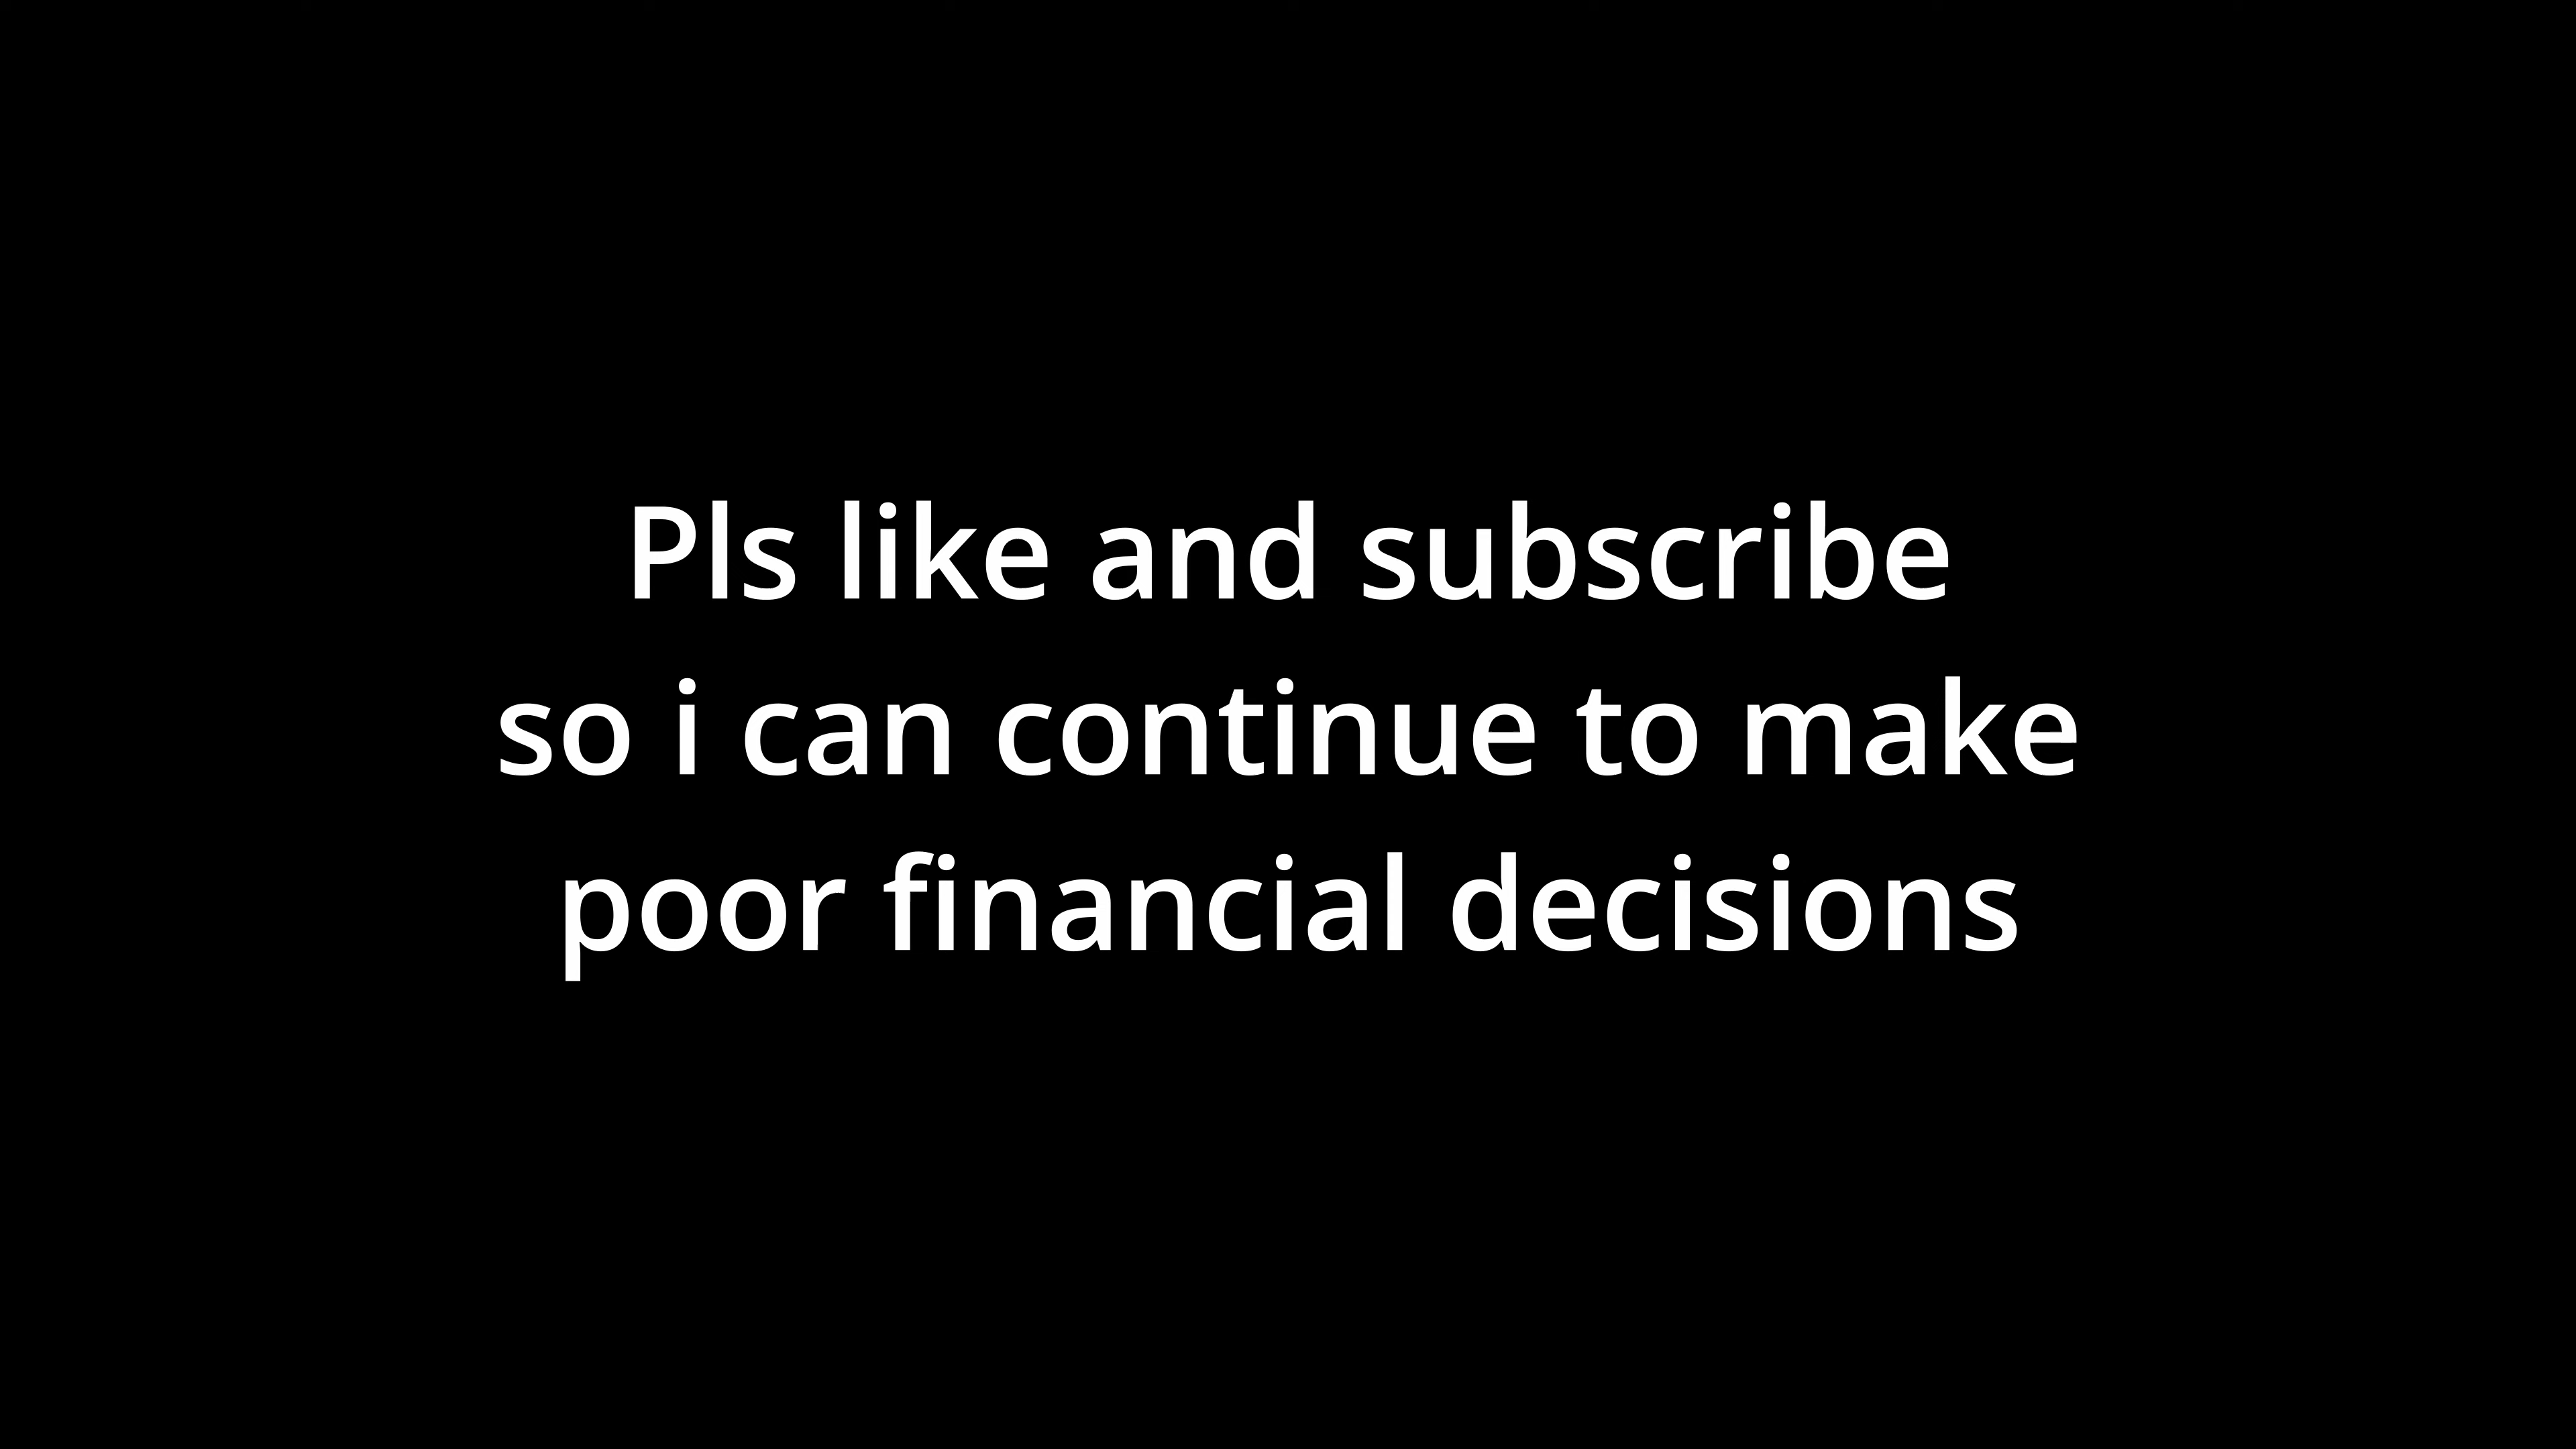 Pls like and subscribe
so i can continue to make
poor financial decisions